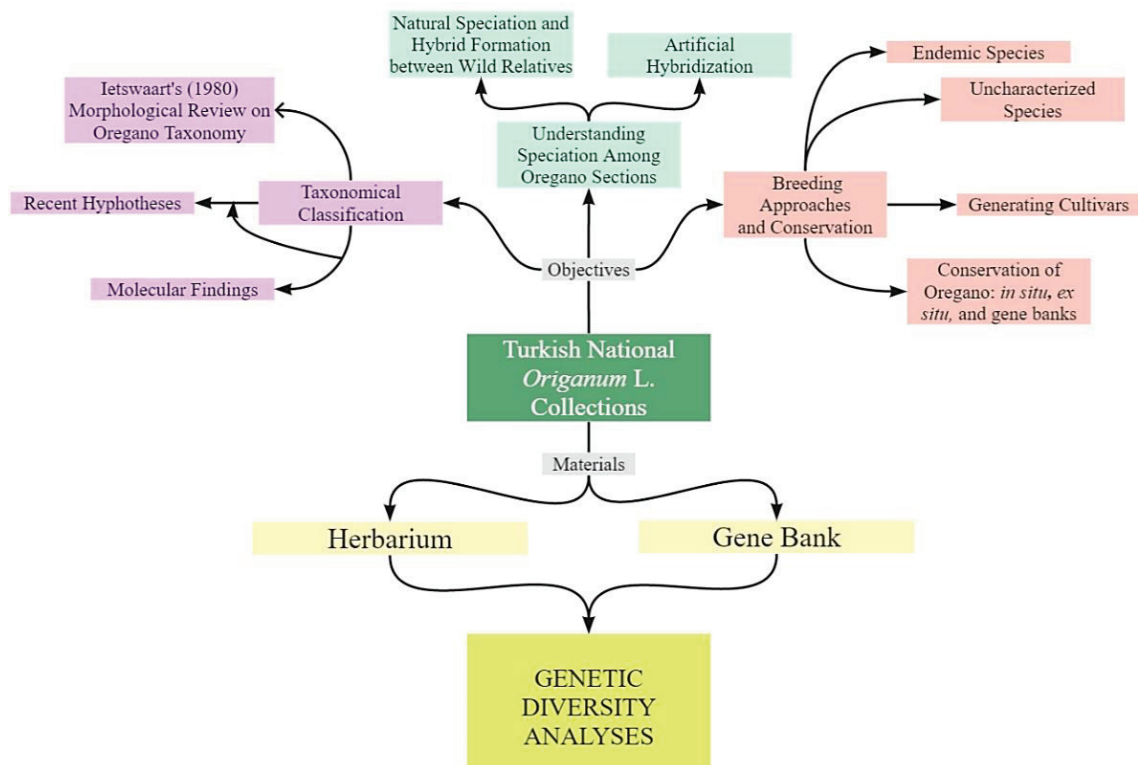 Natural Speciation and
Hybrid Formation
between Wild Relatives
Artificial
Hybridization
Endemic Species
Uncharacterized
Species
Ietswaart's (1980)
Morphological Review on
Oregano Taxonomy
Understanding
Speciation Among
Oregano Sections
Recent Hyphotheses
Taxonomical
Classification
Breeding
Approaches
and Conservation
Generating Cultivars
Molecular Findings
Objectives
Conservation of
Oregano: in situ, ex
situ, and gene banks
Turkish National
Origanum L.
Collections
Materials
Herbarium
Gene Bank
GENETIC
DIVERSITY
ANALYSES